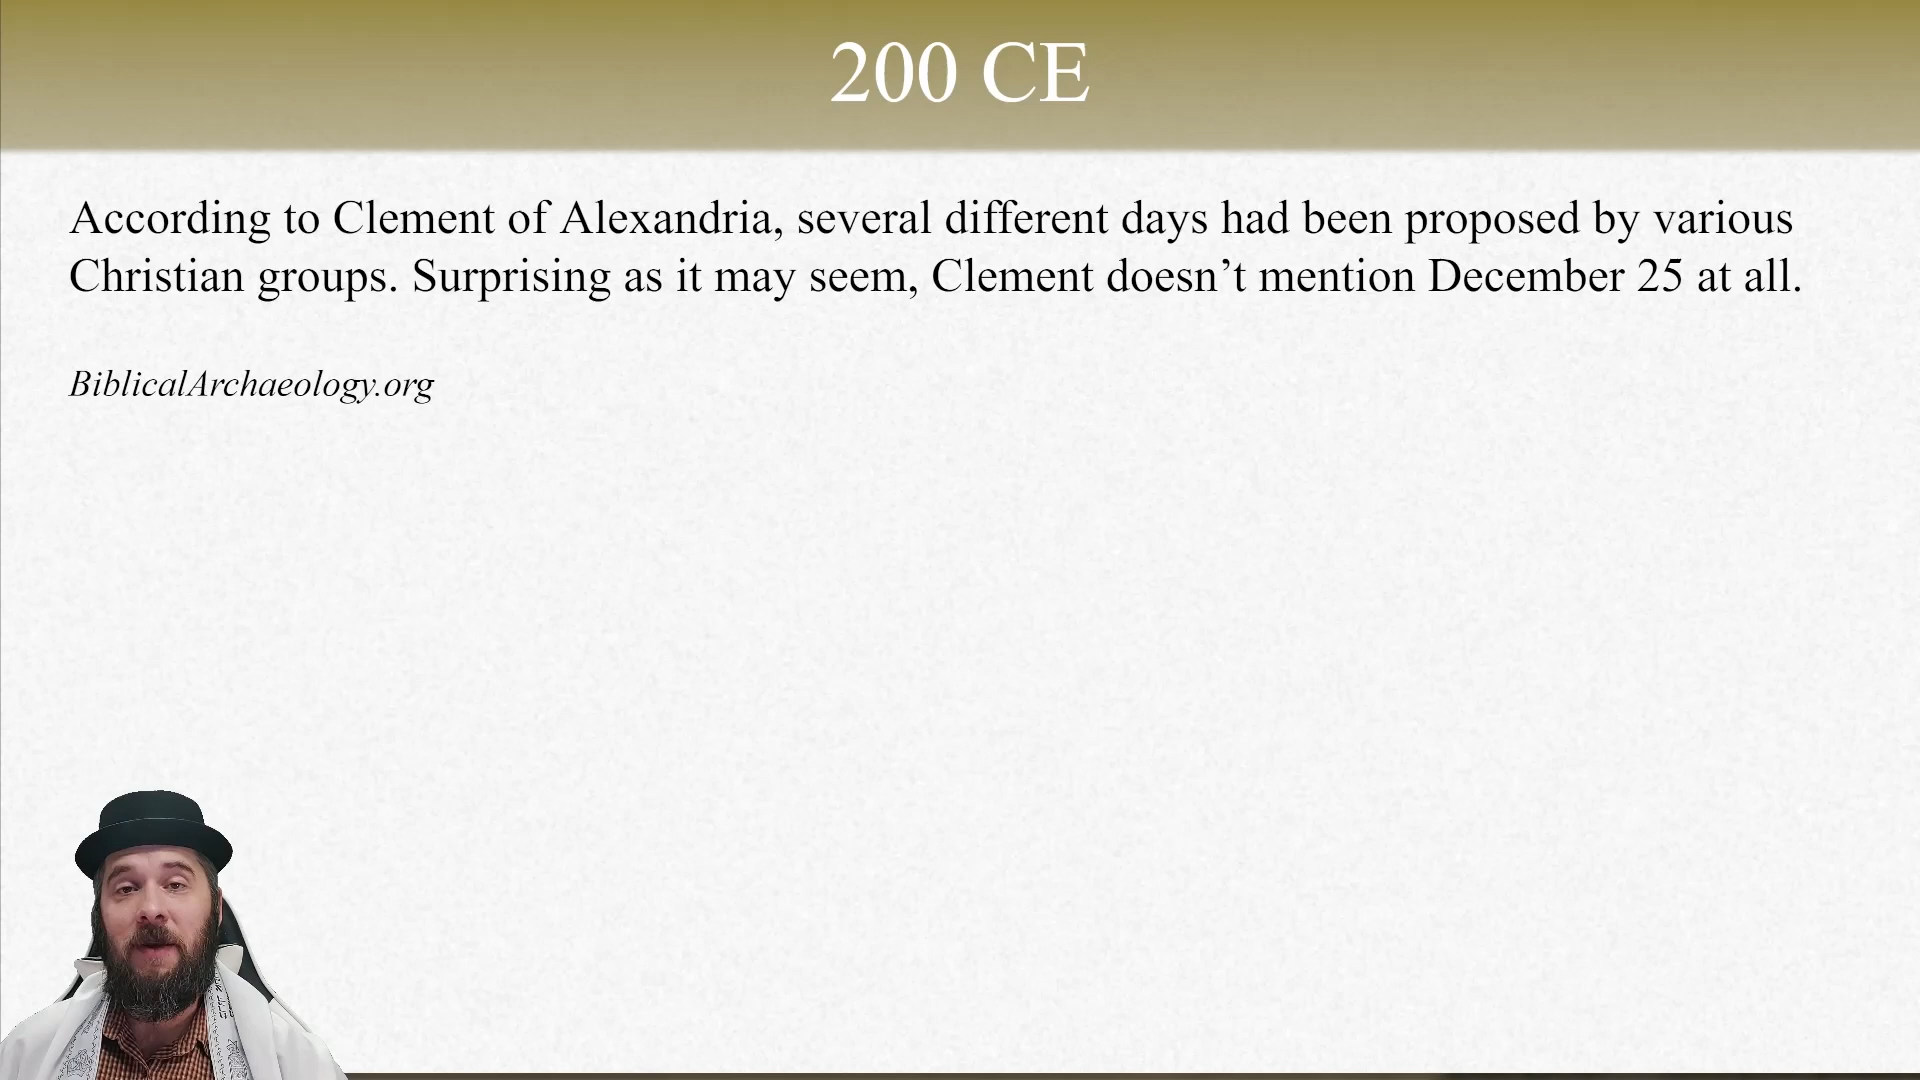 200 CE
According to Clement of Alexandria, several different days had been proposed by various
Christian groups. Surprising as it may seem, Clement doesn’t mention December 25 at all.
BiblicalArchaeology.org